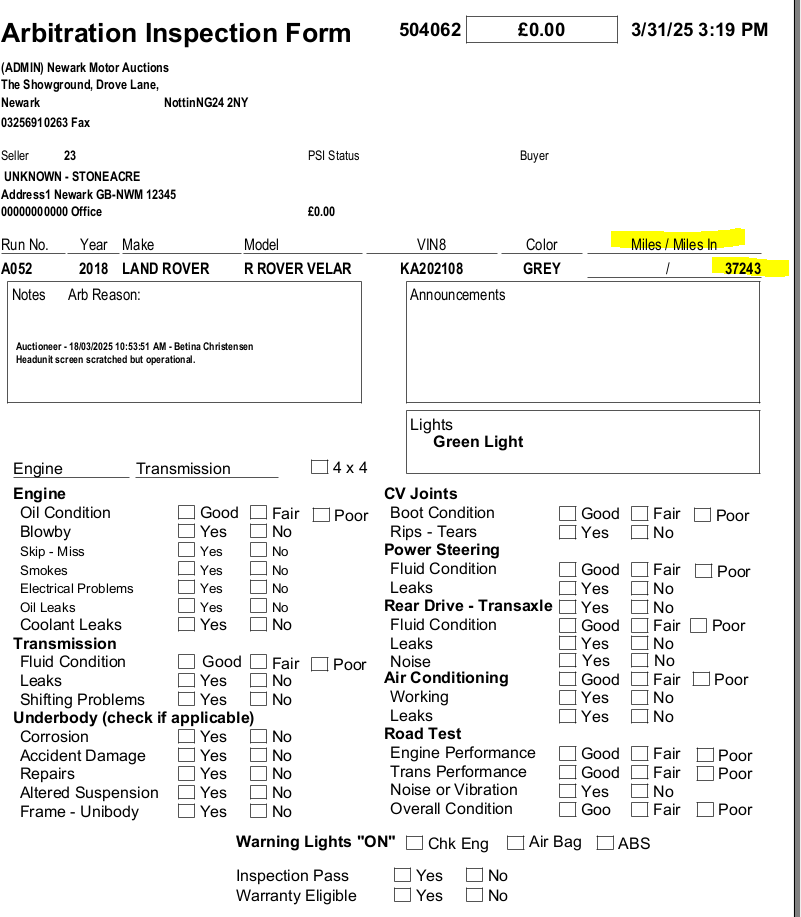 Arbitration Inspection Form 504062 £0.00 3/31/25 3:19 PM
(ADMIN) Newark Motor Auctions
The Showground, Drove Lane,
Newark NottinNG24 2NY
03256910263 Fax
Seller 23 PSI Status Buyer
UNKNOWN - STONEACRE
Address1 Newark GB-NWM 12345
00000000000 Office £0.00
Run No. Year Make Model VIN8 Color Miles / Miles In
A052 2018 LAND ROVER R ROVER VELAR KA202108 GREY / 37243
Notes Arb Reason:
Auctioneer - 18/03/2025 10:53:51 AM - Betina Christensen
Headunit screen scratched but operational.
Announcements
Lights
Green Light
Engine Transmission 4 x 4
Engine
Oil Condition Good Fair Poor
Blowby Yes No
Skip - Miss Yes No
Smokes Yes No
Electrical Problems Yes No
Oil Leaks Yes No
Coolant Leaks Yes No
Transmission
Fluid Condition Good Fair Poor
Leaks Yes No
Shifting Problems Yes No
Underbody (check if applicable)
Corrosion Yes No
Accident Damage Yes No
Repairs Yes No
Altered Suspension Yes No
Frame - Unibody Yes No
CV Joints
Boot Condition Good Fair Poor
Rips - Tears Yes No
Power Steering
Fluid Condition Good Fair Poor
Leaks Yes No
Rear Drive - Transaxle Yes No
Fluid Condition Good Fair Poor
Leaks Yes No
Noise Yes No
Air Conditioning Good Fair Poor
Working Yes No
Leaks Yes No
Road Test
Engine Performance Good Fair Poor
Trans Performance Good Fair Poor
Noise or Vibration Yes No
Overall Condition Goo Fair Poor
Warning Lights "ON" Chk Eng Air Bag ABS
Inspection Pass Yes No
Warranty Eligible Yes No